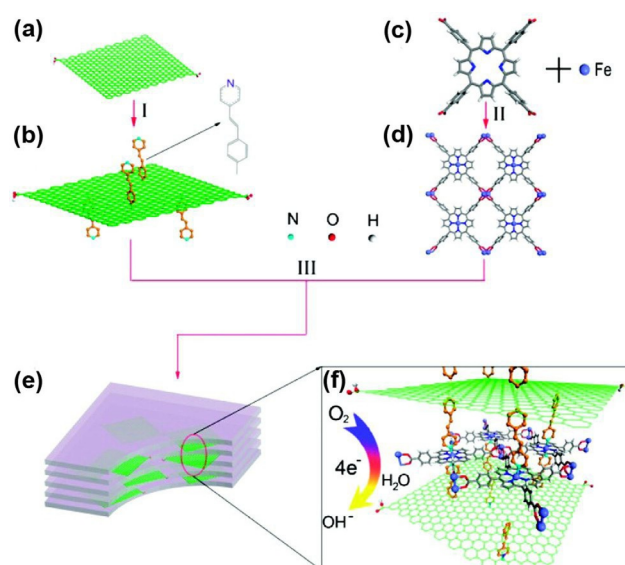 (a)
(c)
I
N
Fe
II
(b)
(d)
N O H
III
(e)
(f)
O₂
4e⁻
H₂O
OH⁻